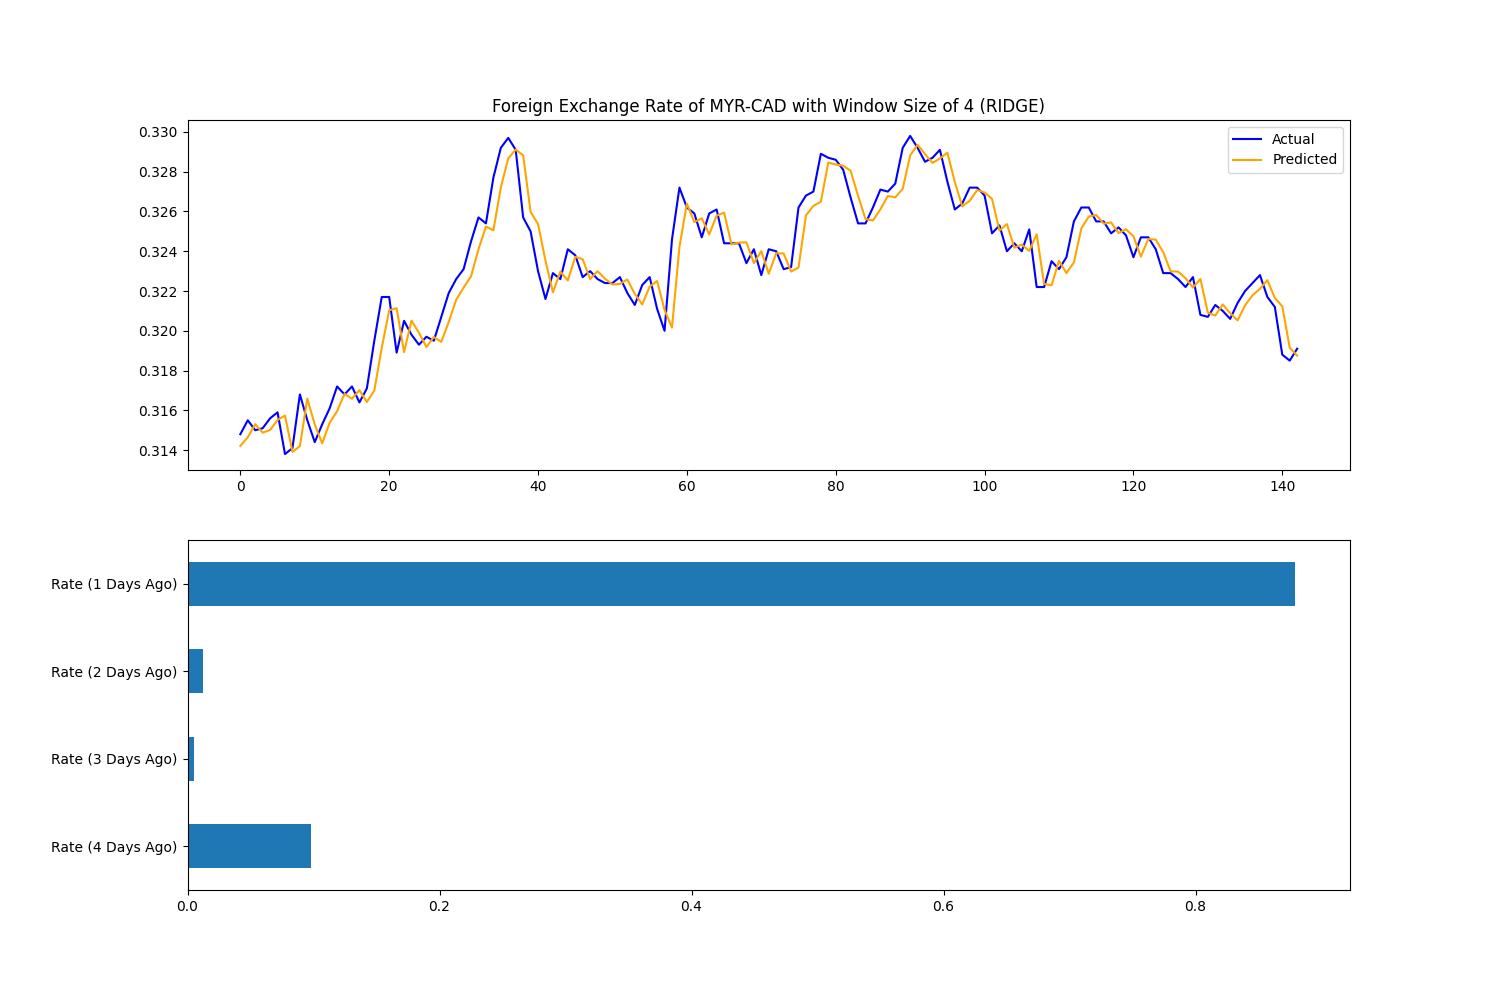 Foreign Exchange Rate of MYR-CAD with Window Size of 4 (RIDGE)
Actual
Predicted
0.330
0.328
0.326
0.324
0.322
0.320
0.318
0.316
0.314
0 20 40 60 80 100 120 140
Rate (1 Days Ago)
Rate (2 Days Ago)
Rate (3 Days Ago)
Rate (4 Days Ago)
0.0 0.2 0.4 0.6 0.8